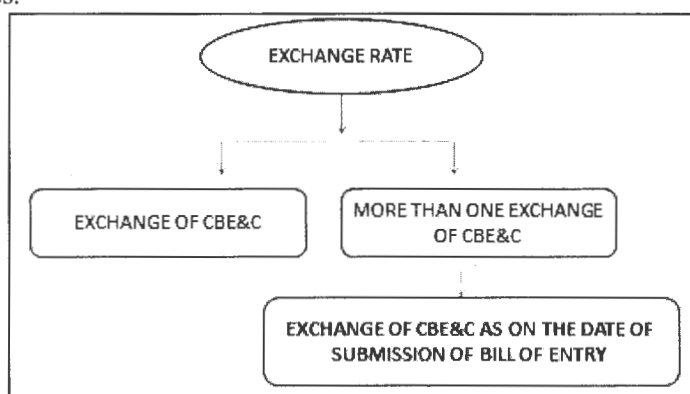 EXCHANGE RATE
EXCHANGE OF CBE&C
MORE THAN ONE EXCHANGE
OF CBE&C
EXCHANGE OF CBE&C AS ON THE DATE OF
SUBMISSION OF BILL OF ENTRY